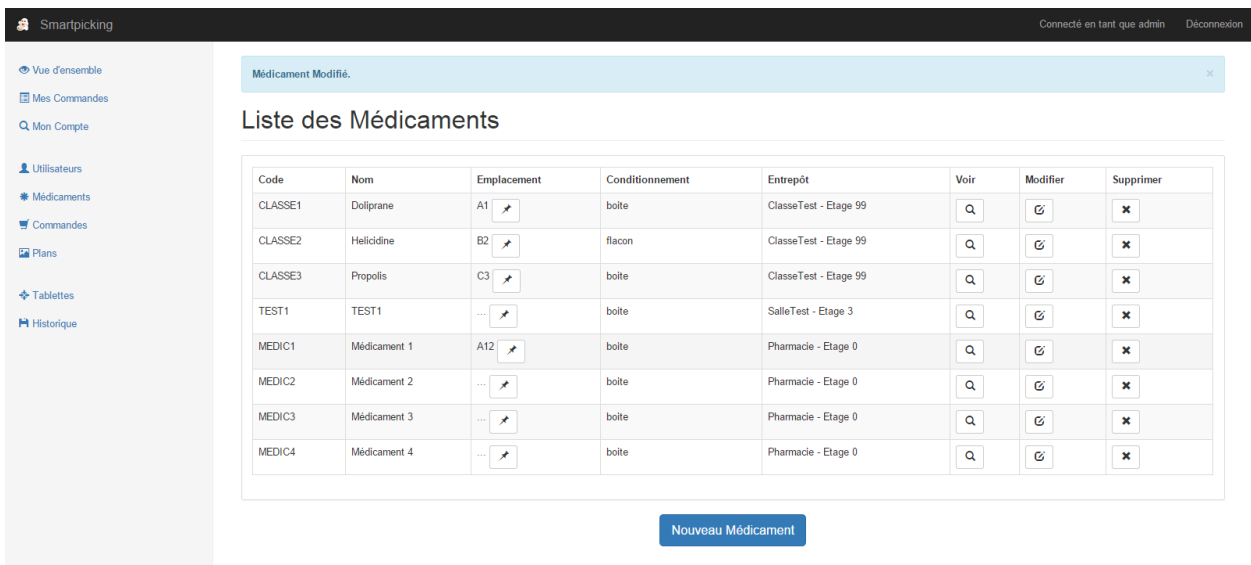 Smartpicking Connecté en tant que admin Déconnexion
Vue d'ensemble
Mes Commandes
Mon Compte
Utilisateurs
Médicaments
Commandes
Plans
Tablettes
Historique
Médicament Modifié. ×
Liste des Médicaments
Code Nom Emplacement Conditionnement Entrepôt Voir Modifier Supprimer
CLASSE1 Doliprane A1 boite ClasseTest - Etage 99
CLASSE2 Helicidine B2 flacon ClasseTest - Etage 99
CLASSE3 Propolis C3 boite ClasseTest - Etage 99
TEST1 TEST1 ... boite SalleTest - Etage 3
MEDIC1 Médicament 1 A12 boite Pharmacie - Etage 0
MEDIC2 Médicament 2 ... boite Pharmacie - Etage 0
MEDIC3 Médicament 3 ... boite Pharmacie - Etage 0
MEDIC4 Médicament 4 ... boite Pharmacie - Etage 0
Nouveau Médicament